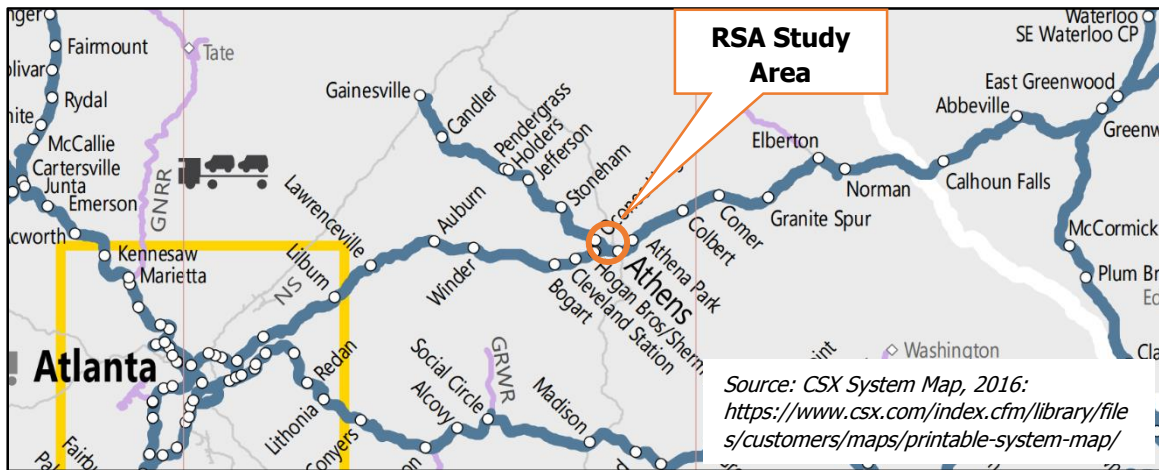 Fairmount
Rydal
McCallie
Cartersville
Junta
Emerson
Acworth
Kennesaw
Marietta
Tate
GNRR
Atlanta
NS
Lilburn
Lawrenceville
Auburn
Winder
Gainesville
Candler
Pendergrass
Holders
Jefferson
Stoneham
RSA Study
Area
Bogart
Cleveland Station
Hogan Bros/Sherm
Athens
Athena Park
Colbert
Comer
Granite Spur
Elberton
Norman
Calhoun Falls
Abbeville
East Greenwood
Waterloo
SE Waterloo CP
Greenw
McCormick
Plum Br
Washington
Redan
Lithonia
Conyers
Alcovy
Social Circle
GRWR
Madison
Source: CSX System Map, 2016:
https://www.csx.com/index.cfm/library/file
s/customers/maps/printable-system-map/